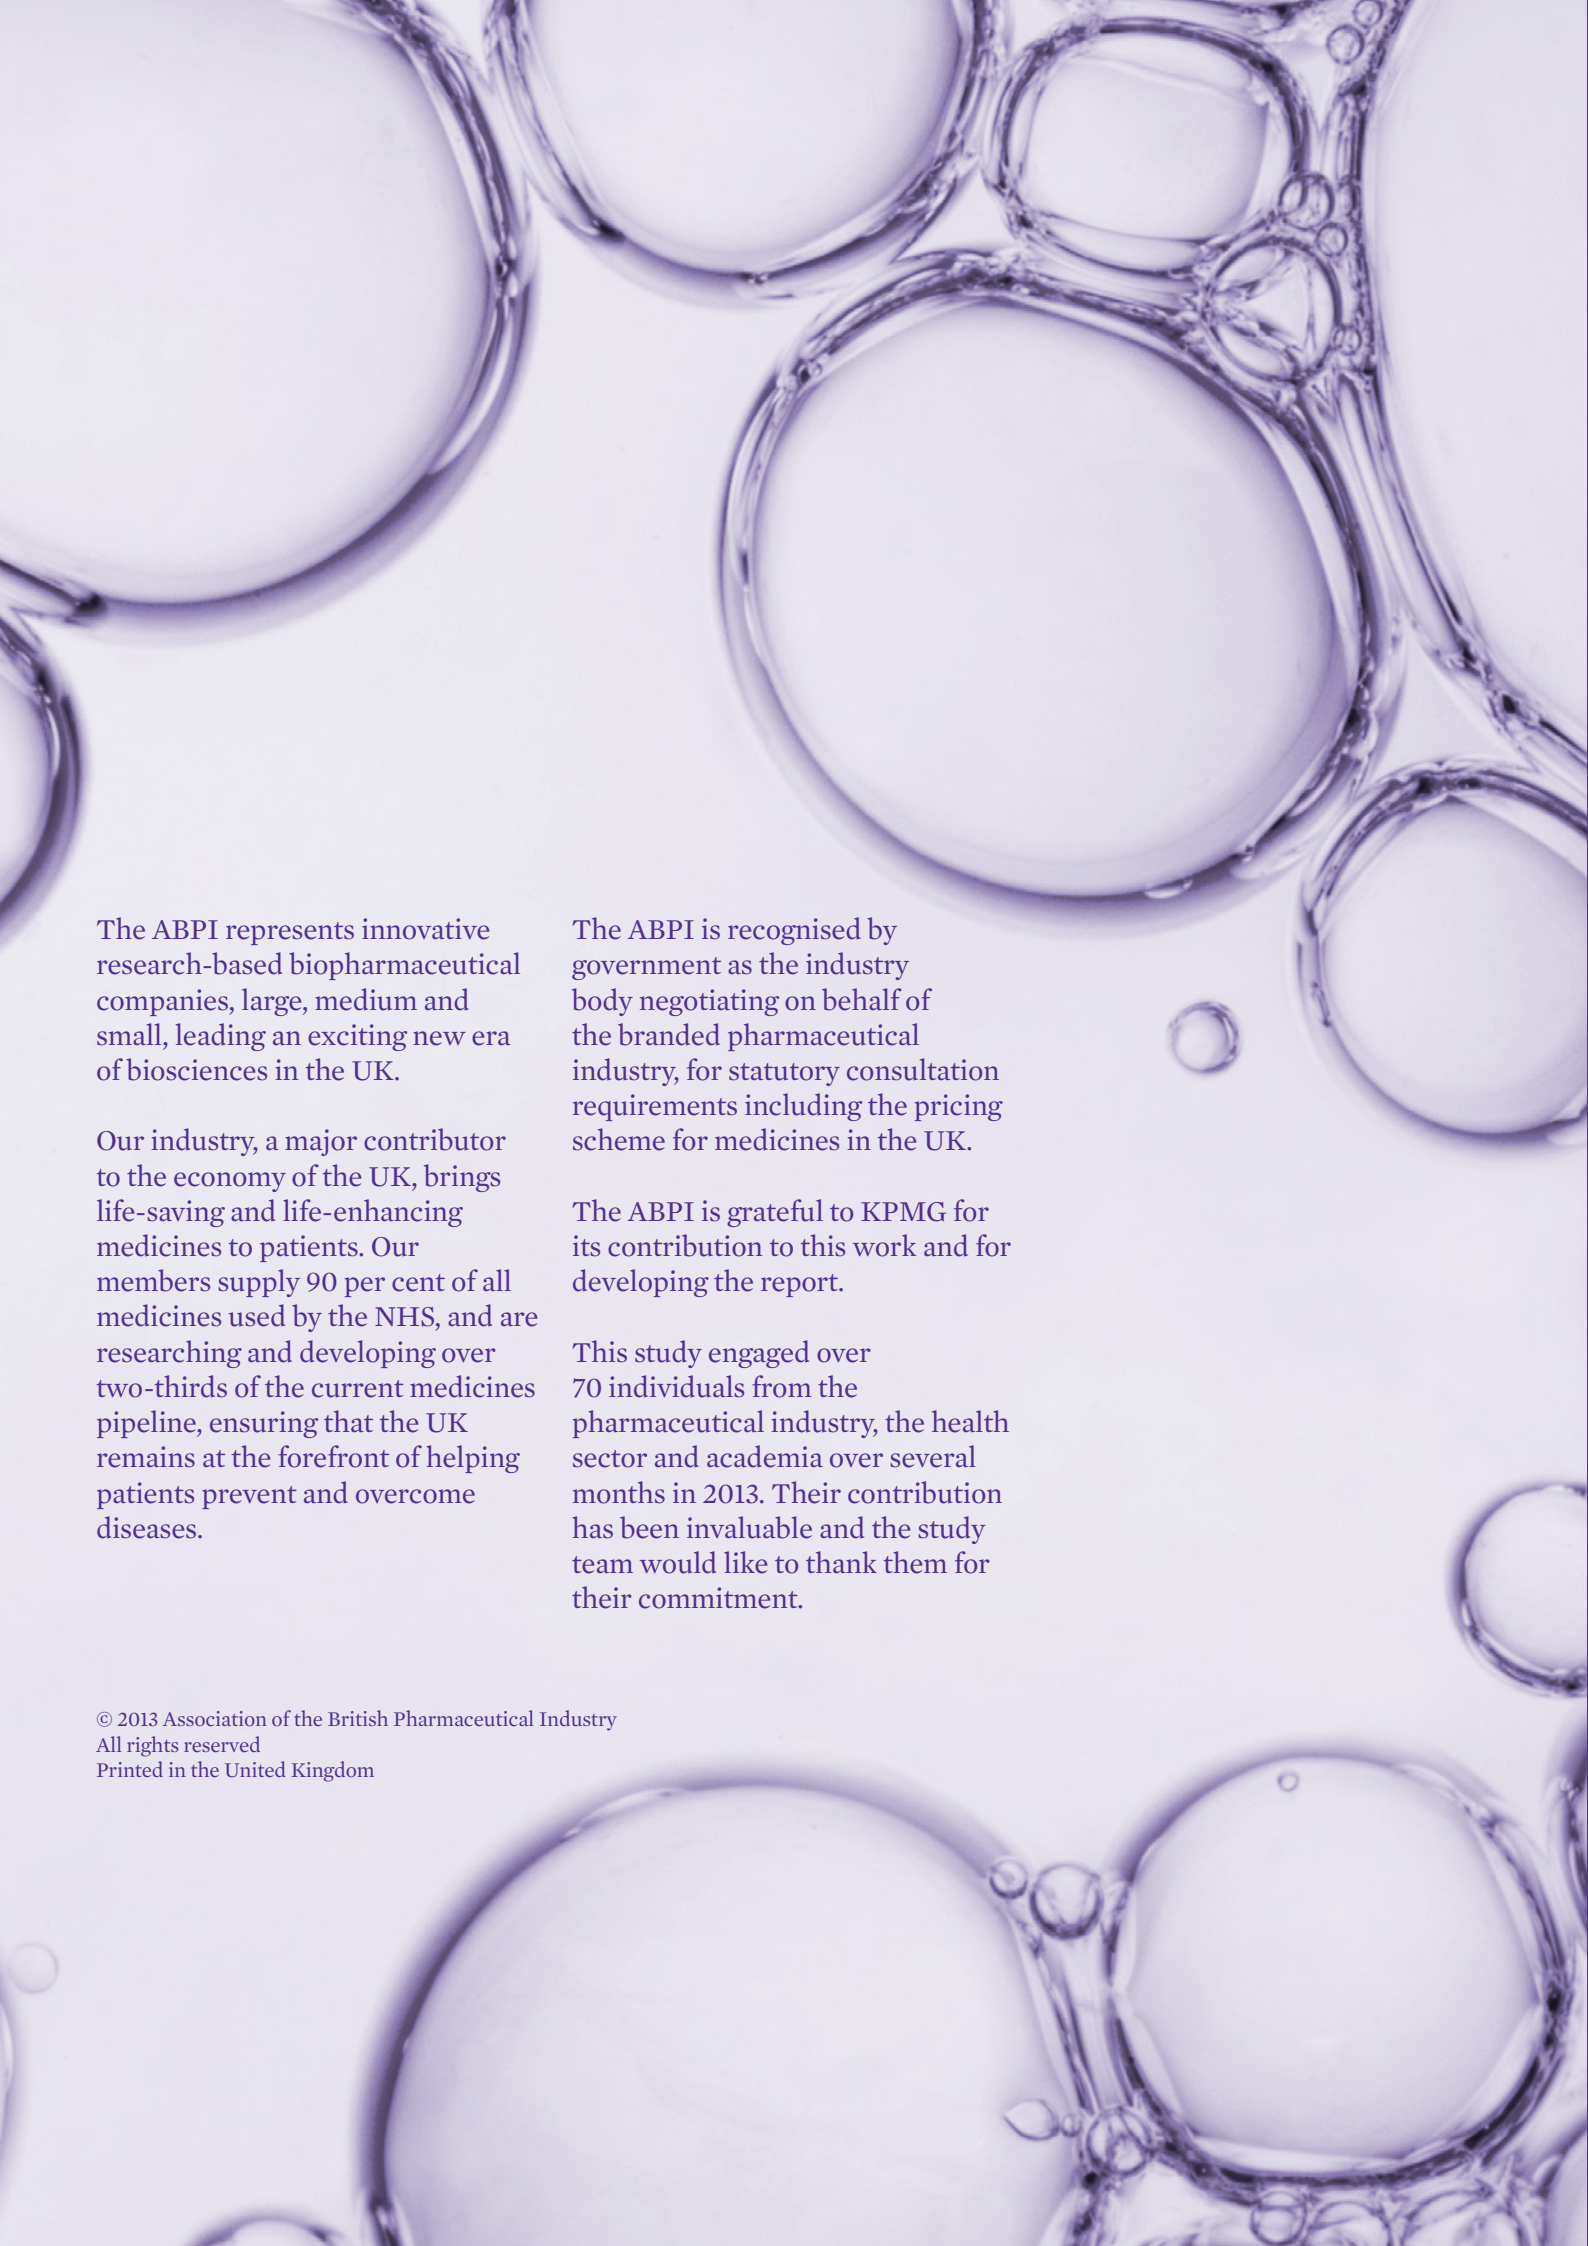 The ABPI represents innovative
research-based biopharmaceutical
companies, large, medium and
small, leading an exciting new era
of biosciences in the UK.
Our industry, a major contributor
to the economy of the UK, brings
life-saving and life-enhancing
medicines to patients. Our
members supply 90 per cent of all
medicines used by the NHS, and are
researching and developing over
two-thirds of the current medicines
pipeline, ensuring that the UK
remains at the forefront of helping
patients prevent and overcome
diseases.
The ABPI is recognised by
government as the industry
body negotiating on behalf of
the branded pharmaceutical
industry, for statutory consultation
requirements including the pricing
scheme for medicines in the UK.
The ABPI is grateful to KPMG for
its contribution to this work and for
developing the report.
This study engaged over
70 individuals from the
pharmaceutical industry, the health
sector and academia over several
months in 2013. Their contribution
has been invaluable and the study
team would like to thank them for
their commitment.
© 2013 Association of the British Pharmaceutical Industry
All rights reserved
Printed in the United Kingdom